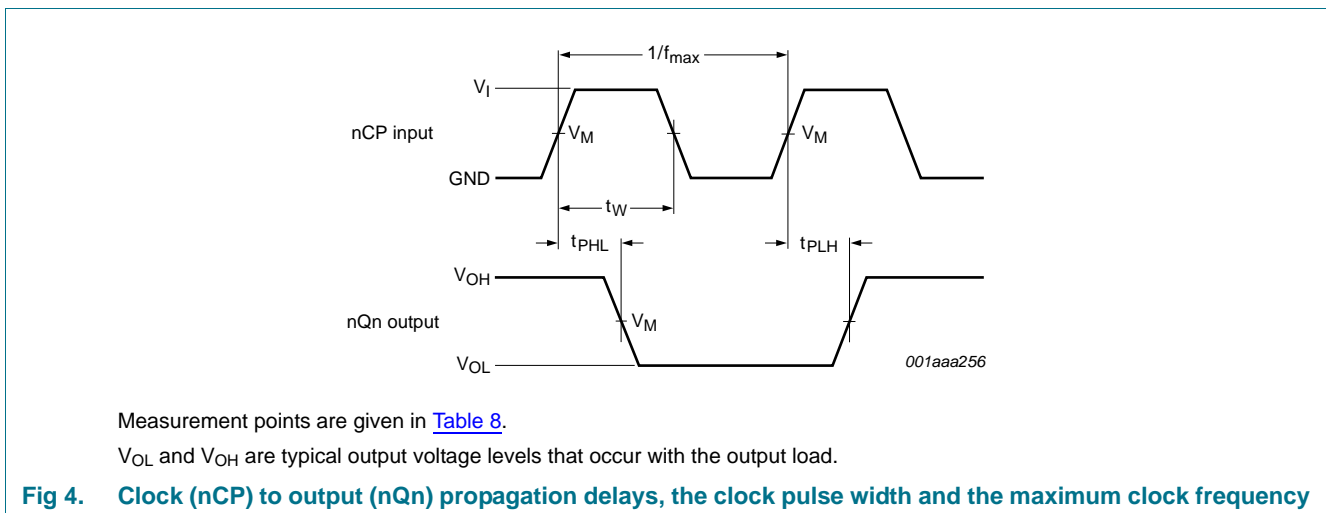 1/fmax
VI
nCP input
VM
VM
GND
tW
tPHL
tPLH
VOH
nQn output
VM
VOL
001aaa256
Measurement points are given in Table 8.
VOL and VOH are typical output voltage levels that occur with the output load.
Fig 4. Clock (nCP) to output (nQn) propagation delays, the clock pulse width and the maximum clock frequency